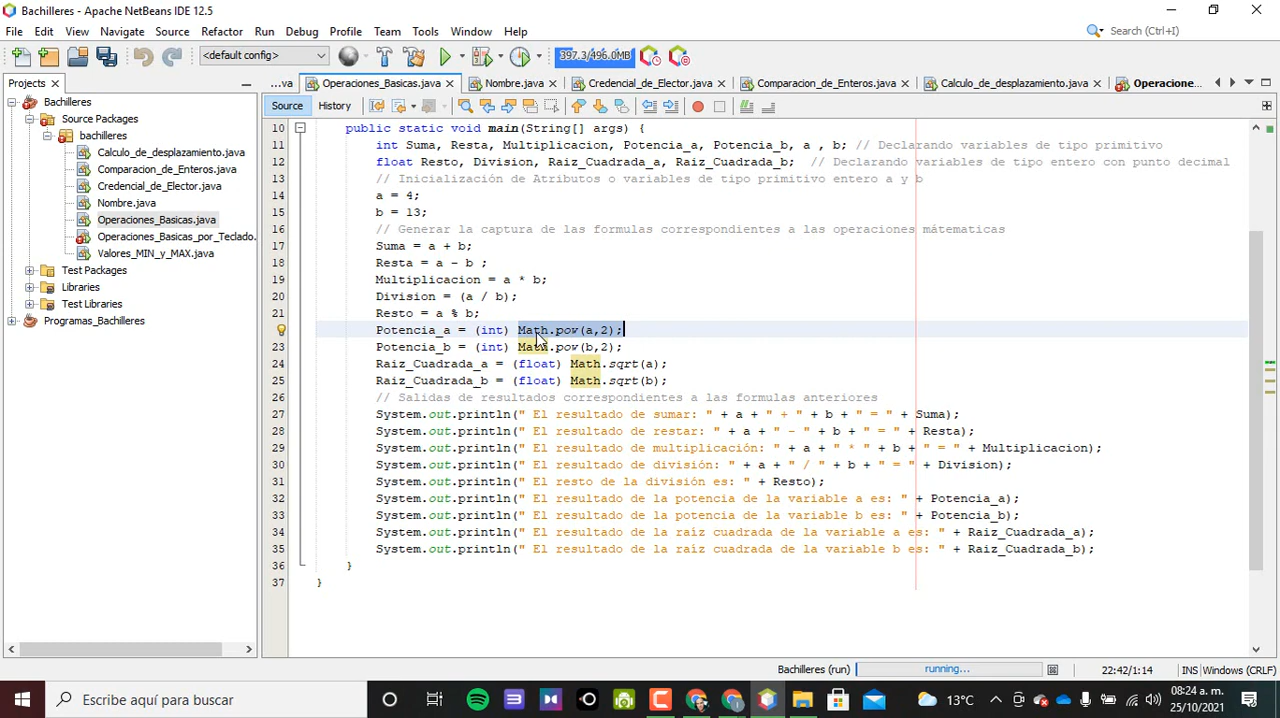 Bachilleres - Apache NetBeans IDE 12.5
File Edit View Navigate Source Refactor Run Debug Profile Team Tools Window Help
Search (Ctrl+I)
<default config>
397.3/496.0MB
Projects
...va
Operaciones_Basicas.java
Nombre.java
Credencial_de_Elector.java
Comparacion_de_Enteros.java
Calculo_de_desplazamiento.java
Operacione...
Bachilleres
Source Packages
bachilleres
Calculo_de_desplazamiento.java
Comparacion_de_Enteros.java
Credencial_de_Elector.java
Nombre.java
Operaciones_Basicas.java
Operaciones_Basicas_por_Teclado.
Valores_MIN_y_MAX.java
Test Packages
Libraries
Test Libraries
Programas_Bachilleres
Source History
10 public static void main(String[] args) {
11 int Suma, Resta, Multiplicacion, Potencia_a, Potencia_b, a , b; // Declarando variables de tipo primitivo
12 float Resto, Division, Raiz_Cuadrada_a, Raiz_Cuadrada_b; // Declarando variables de tipo entero con punto decimal
13 // Inicialización de Atributos o variables de tipo primitivo entero a y b
14 a = 4;
15 b = 13;
16 // Generar la captura de las formulas correspondientes a las operaciones mátematicas
17 Suma = a + b;
18 Resta = a - b ;
19 Multiplicacion = a * b;
20 Division = (a / b);
21 Resto = a % b;
Potencia_a = (int) Math.pow(a,2);
23 Potencia_b = (int) Math.pow(b,2);
24 Raiz_Cuadrada_a = (float) Math.sqrt(a);
25 Raiz_Cuadrada_b = (float) Math.sqrt(b);
26 // Salidas de resultados correspondientes a las formulas anteriores
27 System.out.println(" El resultado de sumar: " + a + " + " + b + " = " + Suma);
28 System.out.println(" El resultado de restar: " + a + " - " + b + " = " + Resta);
29 System.out.println(" El resultado de multiplicación: " + a + " * " + b + " = " + Multiplicacion);
30 System.out.println(" El resultado de división: " + a + " / " + b + " = " + Division);
31 System.out.println(" El resto de la división es: " + Resto);
32 System.out.println(" El resultado de la potencia de la variable a es: " + Potencia_a);
33 System.out.println(" El resultado de la potencia de la variable b es: " + Potencia_b);
34 System.out.println(" El resultado de la raíz cuadrada de la variable a es: " + Raiz_Cuadrada_a);
35 System.out.println(" El resultado de la raíz cuadrada de la variable b es: " + Raiz_Cuadrada_b);
36 }
37 }
Bachilleres (run) running... 22:42/1:14 INS Windows (CRLF)
Escribe aquí para buscar
13°C
08:24 a. m.
25/10/2021